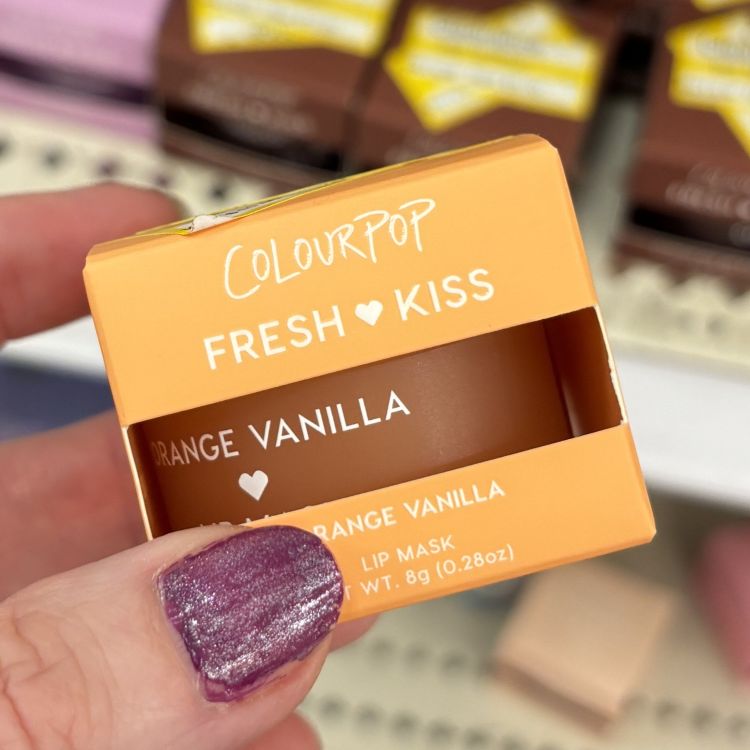 COLOURPOP
FRESH KISS
ORANGE VANILLA
RANGE VANILLA
LIP MASK
T WT. 8g (0.28oz)